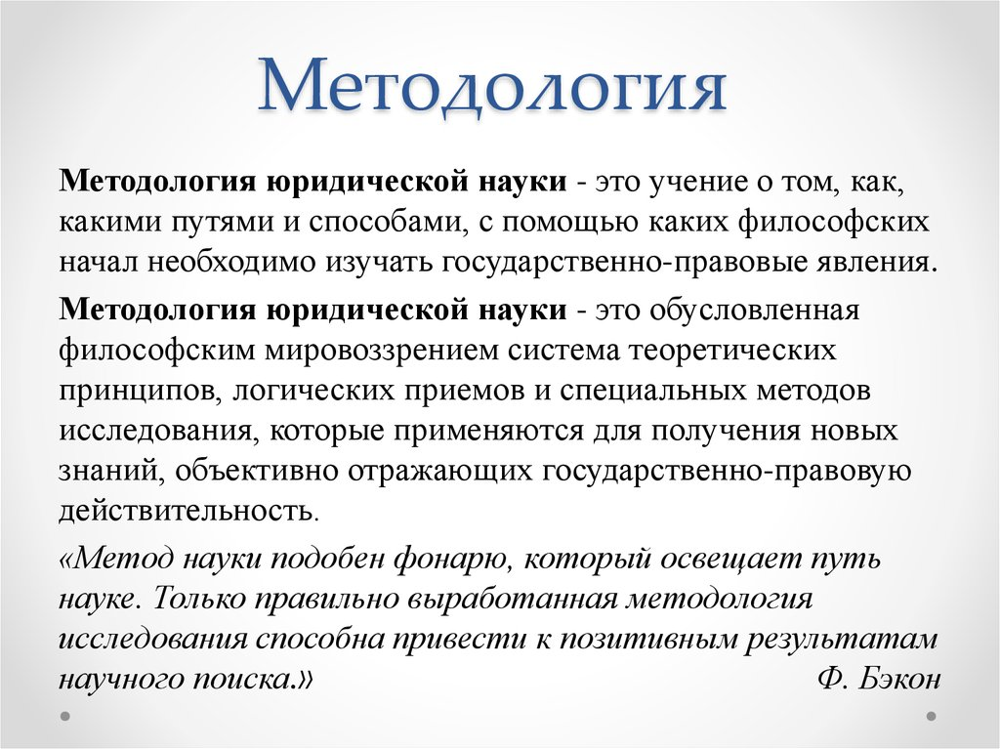 Методология
Методология юридической науки - это учение о том, как,
какими путями и способами, с помощью каких философских
начал необходимо изучать государственно-правовые явления.
Методология юридической науки - это обусловленная
философским мировоззрением система теоретических
принципов, логических приемов и специальных методов
исследования, которые применяются для получения новых
знаний, объективно отражающих государственно-правовую
действительность.
«Метод науки подобен фонарю, который освещает путь
науке. Только правильно выработанная методология
исследования способна привести к позитивным результатам
научного поиска.» Ф. Бэкон